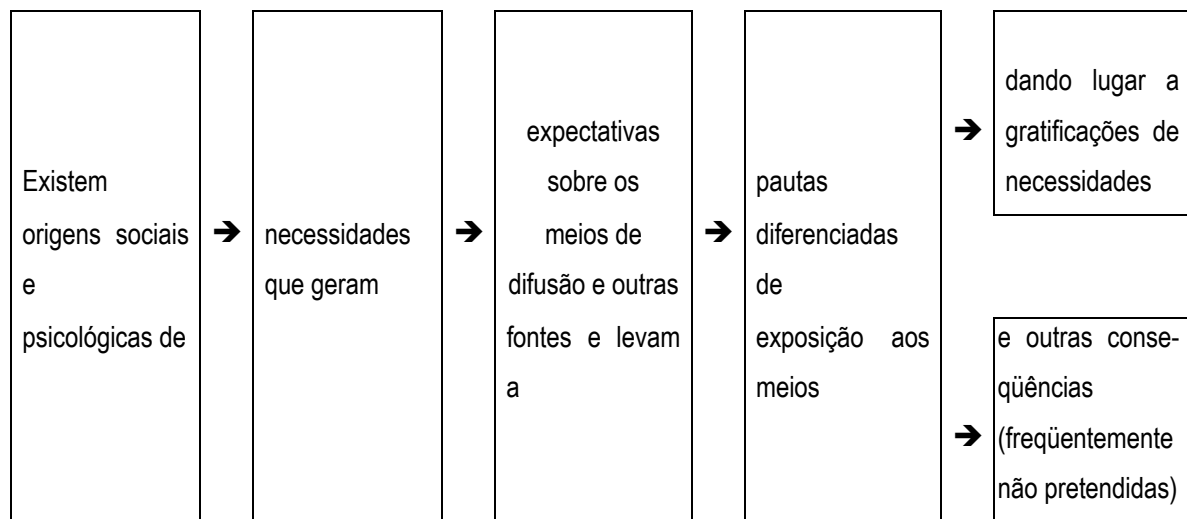 Existem
origens sociais
e
psicológicas de
➔
necessidades
que geram
➔
expectativas
sobre os
meios de
difusão e outras
fontes e levam
a
➔
pautas
diferenciadas
de
exposição aos
meios
➔
dando lugar a
gratificações de
necessidades
➔
e outras conse-
qüências
(freqüentemente
não pretendidas)